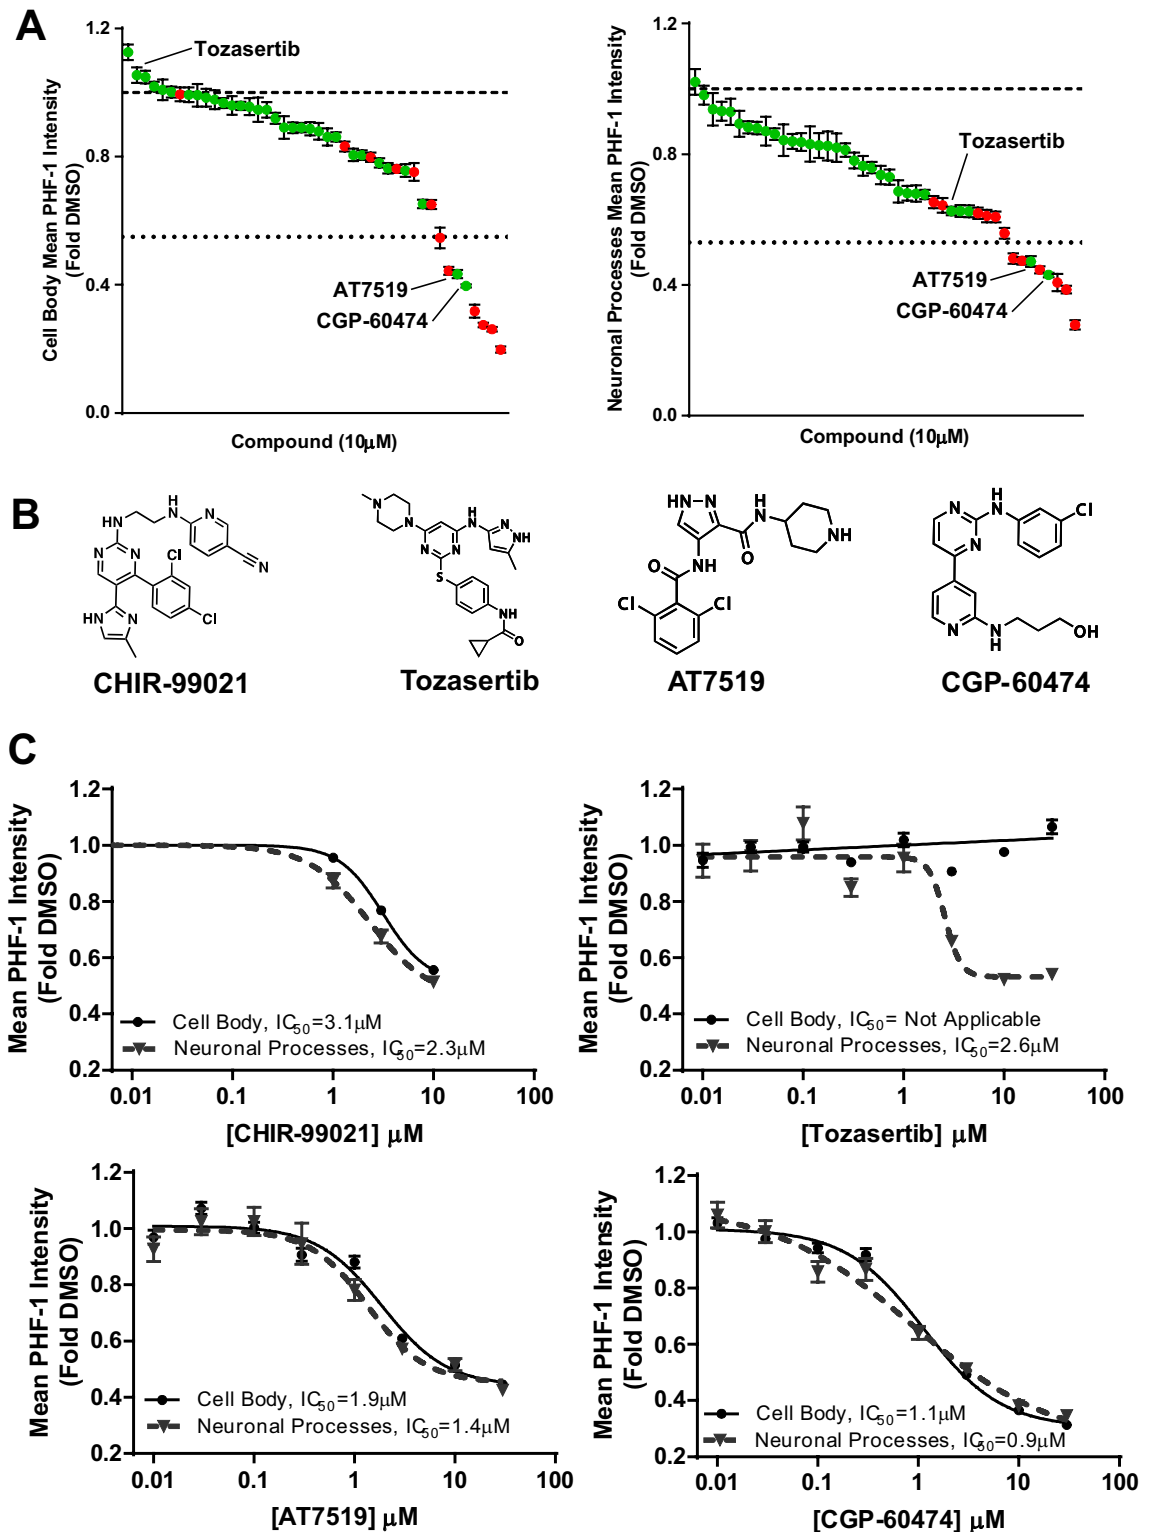 A
Cell Body Mean PHF-1 Intensity
(Fold DMSO)
1.2
0.8
0.4
0.0
Tozasertib
AT7519
CGP-60474
Compound (10μM)
Neuronal Processes Mean PHF-1 Intensity
(Fold DMSO)
1.2
0.8
0.4
0.0
Tozasertib
AT7519
CGP-60474
Compound (10μM)
B
CHIR-99021
Tozasertib
AT7519
CGP-60474
C
Mean PHF-1 Intensity
(Fold DMSO)
1.2
1.0
0.8
0.6
0.4
0.2
Cell Body, IC50=3.1μM
Neuronal Processes, IC50=2.3μM
0.01 0.1 1 10 100
[CHIR-99021] μM
Mean PHF-1 Intensity
(Fold DMSO)
1.2
1.0
0.8
0.6
0.4
0.2
Cell Body, IC50= Not Applicable
Neuronal Processes, IC50=2.6μM
0.01 0.1 1 10 100
[Tozasertib] μM
Mean PHF-1 Intensity
(Fold DMSO)
1.2
1.0
0.8
0.6
0.4
0.2
Cell Body, IC50=1.9μM
Neuronal Processes, IC50=1.4μM
0.01 0.1 1 10 100
[AT7519] μM
Mean PHF-1 Intensity
(Fold DMSO)
1.2
1.0
0.8
0.6
0.4
0.2
Cell Body, IC50=1.1μM
Neuronal Processes, IC50=0.9μM
0.01 0.1 1 10 100
[CGP-60474] μM